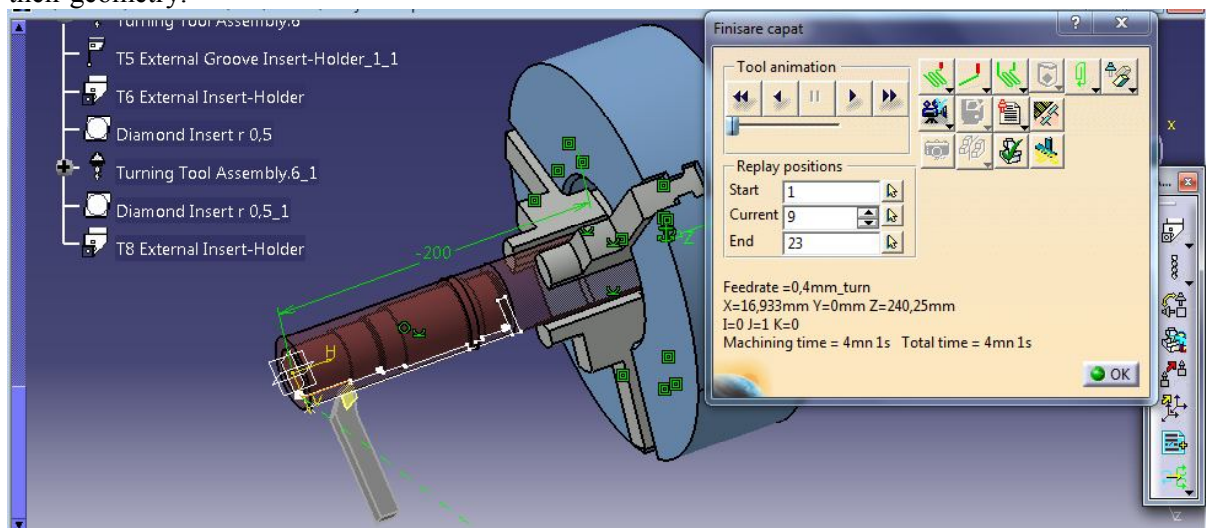 their geometry.
Turning Tool Assembly.6
T5 External Groove Insert-Holder_1_1
T6 External Insert-Holder
Diamond Insert r 0,5
Turning Tool Assembly.6_1
Diamond Insert r 0,5_1
T8 External Insert-Holder
-200
H
V
Z
Finisare capat
Tool animation
Replay positions
Start 1
Current 9
End 23
Feedrate =0,4mm_turn
X=16,933mm Y=0mm Z=240,25mm
I=0 J=1 K=0
Machining time = 4mn 1s Total time = 4mn 1s
OK
x
z